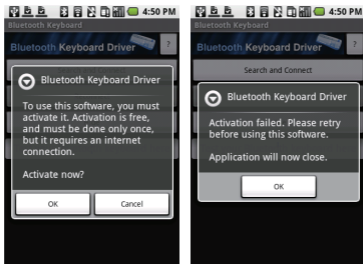 4:50 PM
Bluetooth Keyboard
Bluetooth Keyboard Driver
?
Bluetooth Keyboard Driver
To use this software, you must
activate it. Activation is free,
and must be done only once,
but it requires an internet
connection.
Activate now?
OK
Cancel
4:50 PM
Bluetooth Keyboard
Bluetooth Keyboard Driver
?
Search and Connect
Bluetooth Keyboard Driver
Activation failed. Please retry
before using this software.
Application will now close.
OK